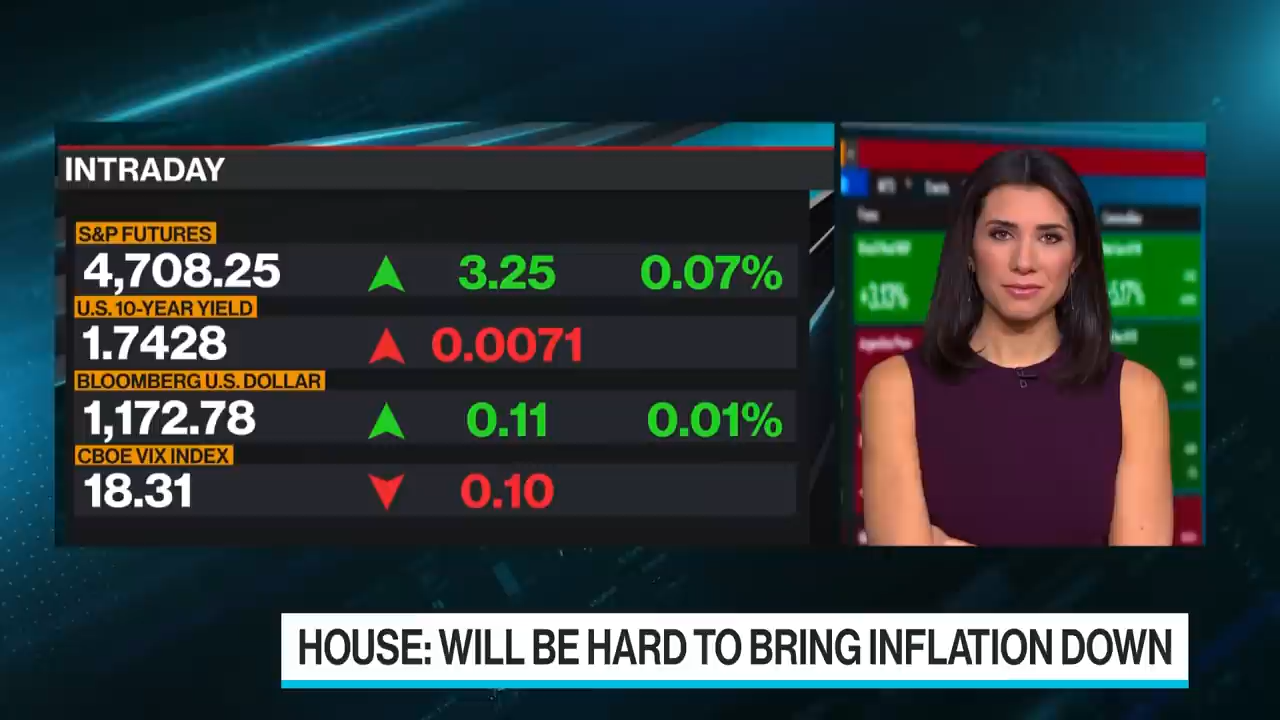 INTRADAY
S&P FUTURES
4,708.25 3.25 0.07%
U.S. 10-YEAR YIELD
1.7428 0.0071
BLOOMBERG U.S. DOLLAR
1,172.78 0.11 0.01%
CBOE VIX INDEX
18.31 0.10
+3.13%
HOUSE: WILL BE HARD TO BRING INFLATION DOWN